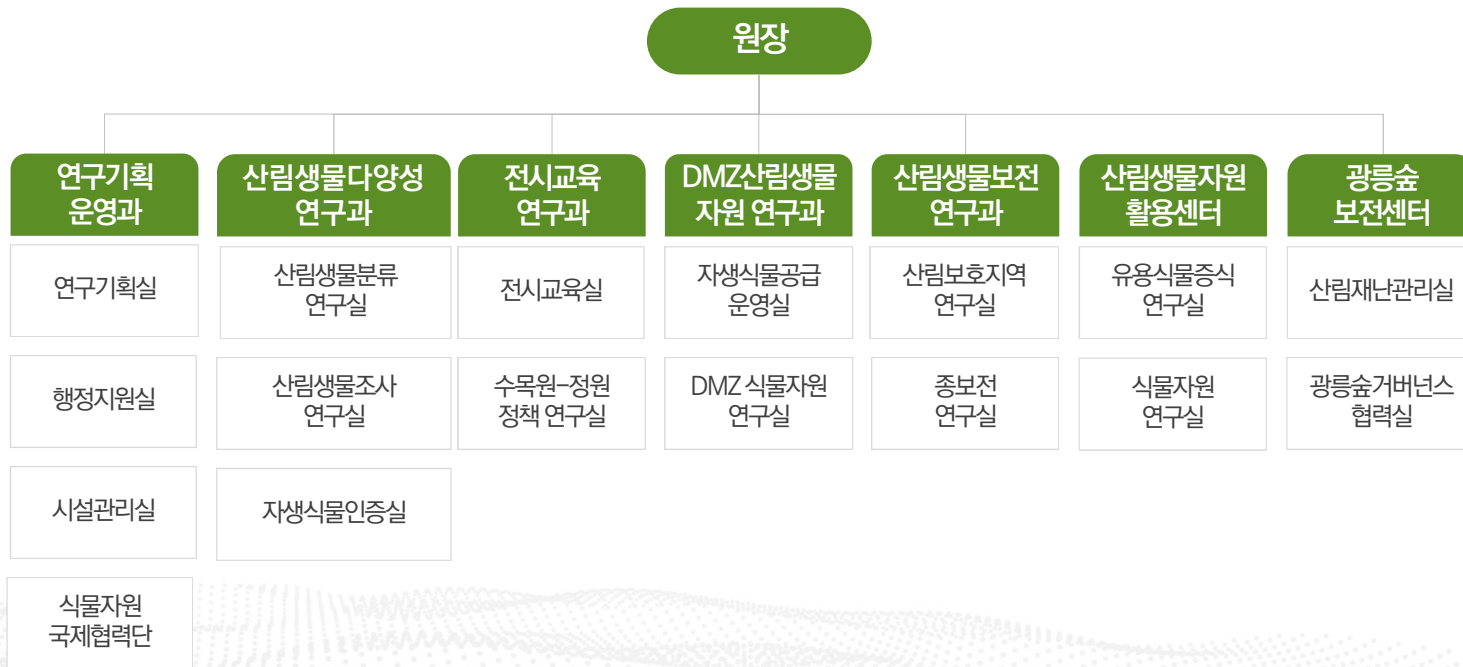 원장
연구기획
운영과
산림생물다양성
연구과
전시교육
연구과
DMZ산림생물
자원 연구과
산림생물보전
연구과
산림생물자원
활용센터
광릉숲
보전센터
연구기획실
산림생물분류
연구실
전시교육실
자생식물공급
운영실
산림보호지역
연구실
유용식물증식
연구실
산림재난관리실
행정지원실
산림생물조사
연구실
수목원-정원
정책 연구실
DMZ 식물자원
연구실
종보전
연구실
식물자원
연구실
광릉숲거버넌스
협력실
시설관리실
자생식물인증실
식물자원
국제협력단